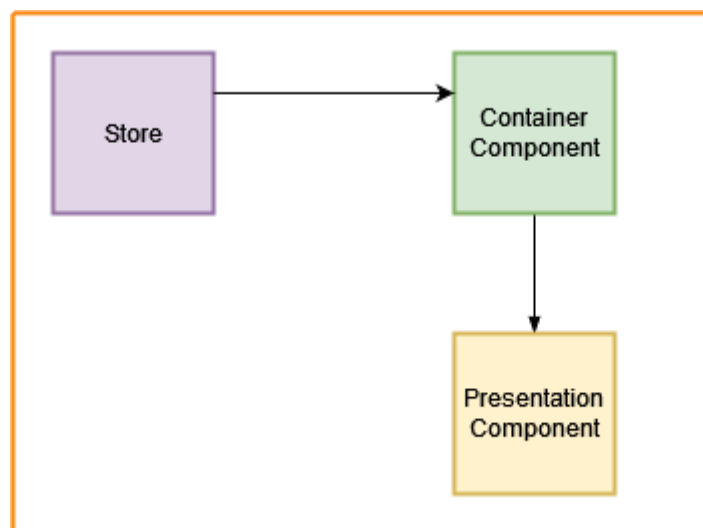 Store
Container
Component
Presentation
Component